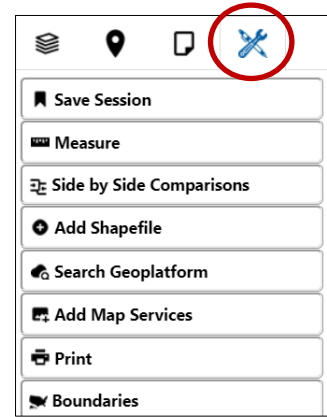 Save Session
Measure
Side by Side Comparisons
Add Shapefile
Search Geoplatform
Add Map Services
Print
Boundaries